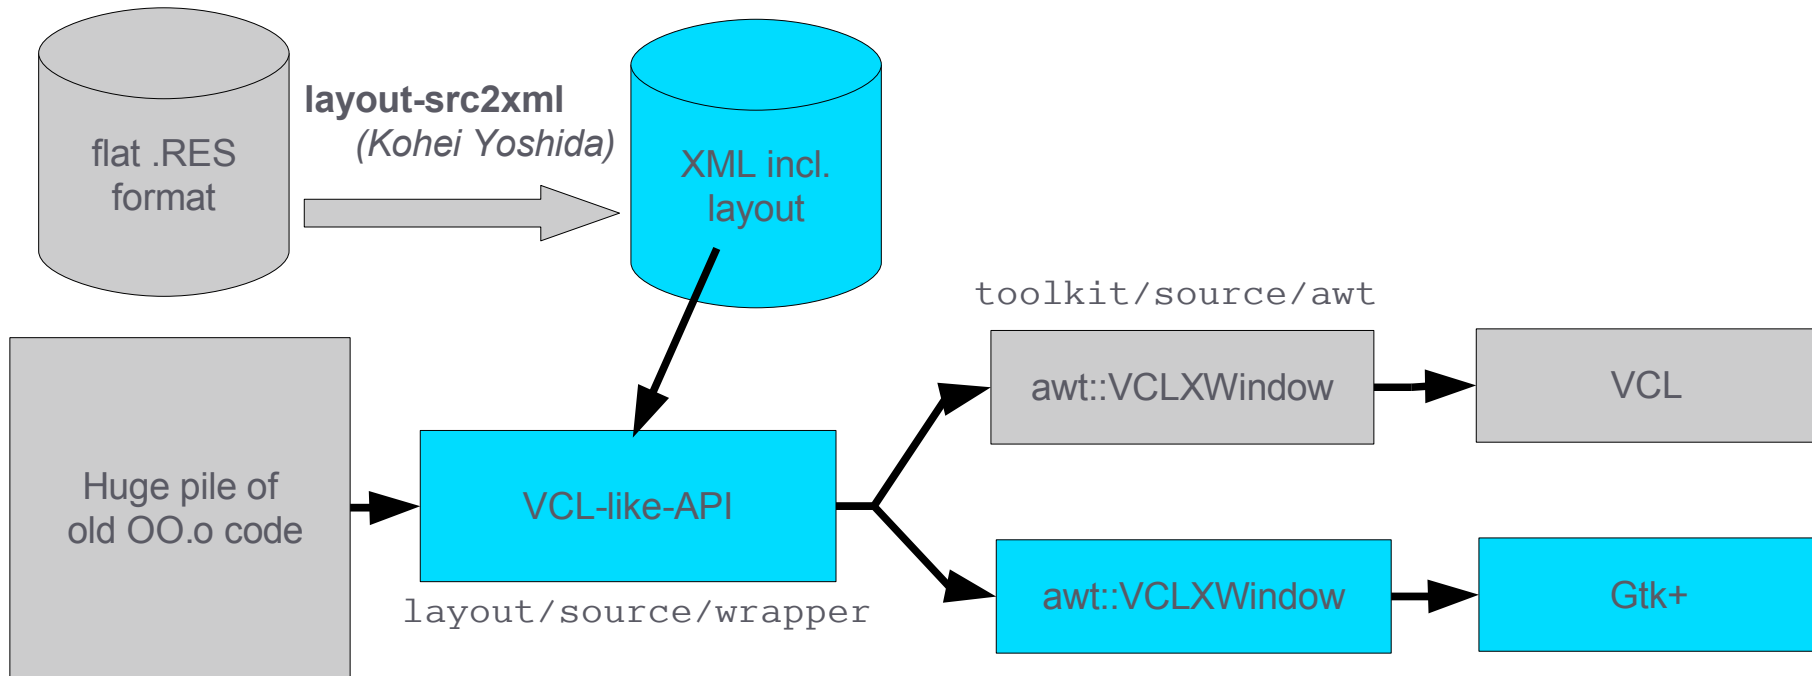 flat .RES
format
layout-src2xml
(Kohei Yoshida)
XML incl.
layout
toolkit/source/awt
awt::VCLXWindow
VCL
Huge pile of
old OO.o code
VCL-like-API
layout/source/wrapper
awt::VCLXWindow
Gtk+